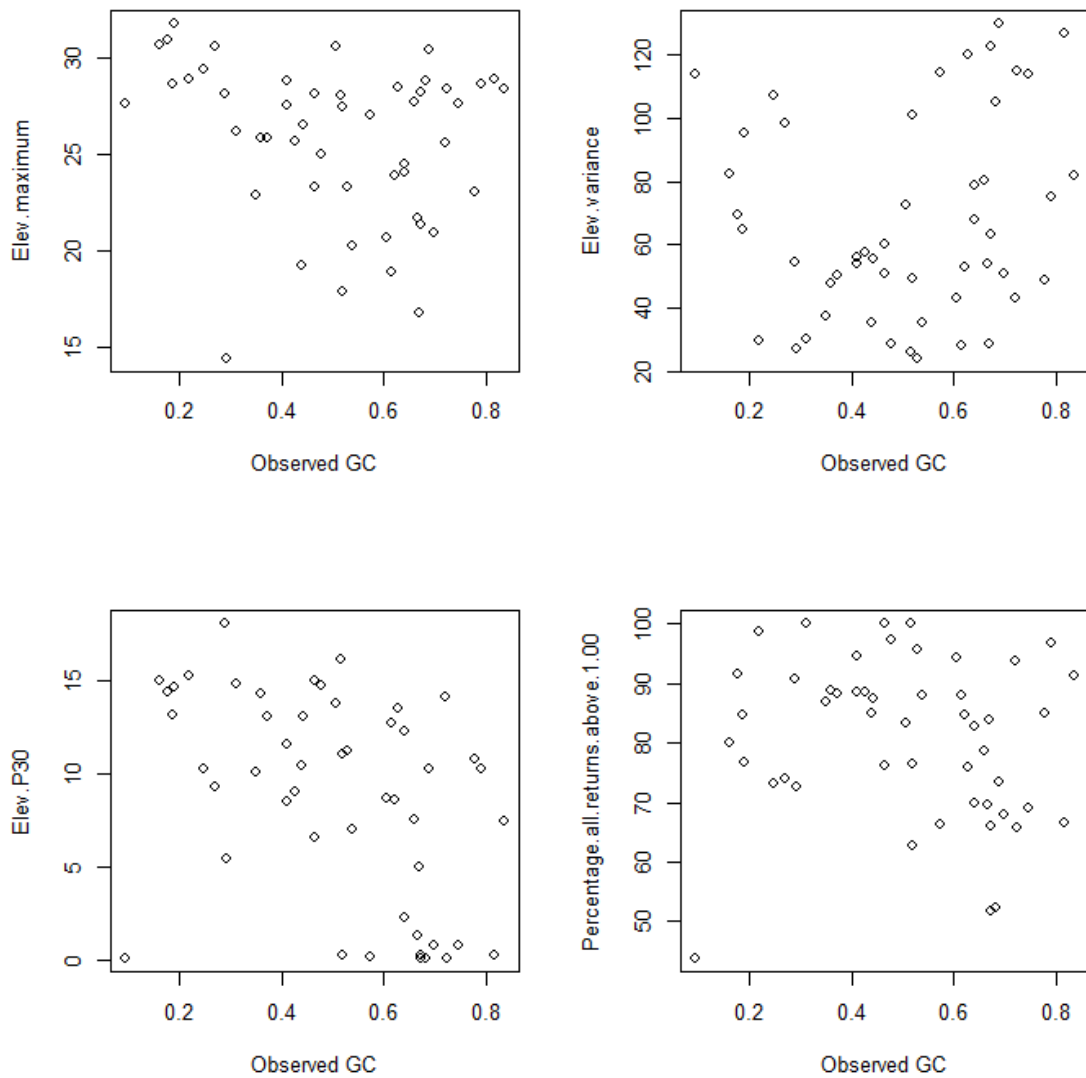 Elev.maximum
15 20 25 30
0.2 0.4 0.6 0.8
Observed GC
Elev.variance
20 40 60 80 100 120
0.2 0.4 0.6 0.8
Observed GC
Elev.P30
0 5 10 15
0.2 0.4 0.6 0.8
Observed GC
Percentage.all.returns.above.1.00
50 60 70 80 90 100
0.2 0.4 0.6 0.8
Observed GC